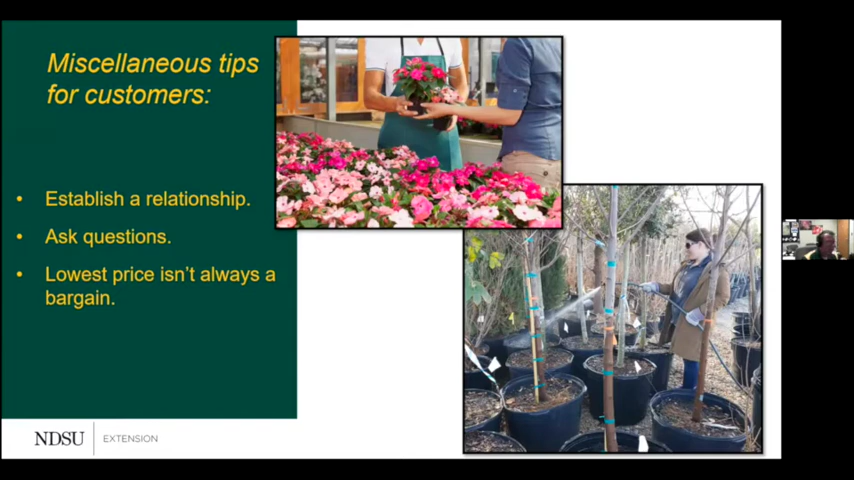 Miscellaneous tips
for customers:
• Establish a relationship.
• Ask questions.
• Lowest price isn't always a
bargain.
NDSU EXTENSION